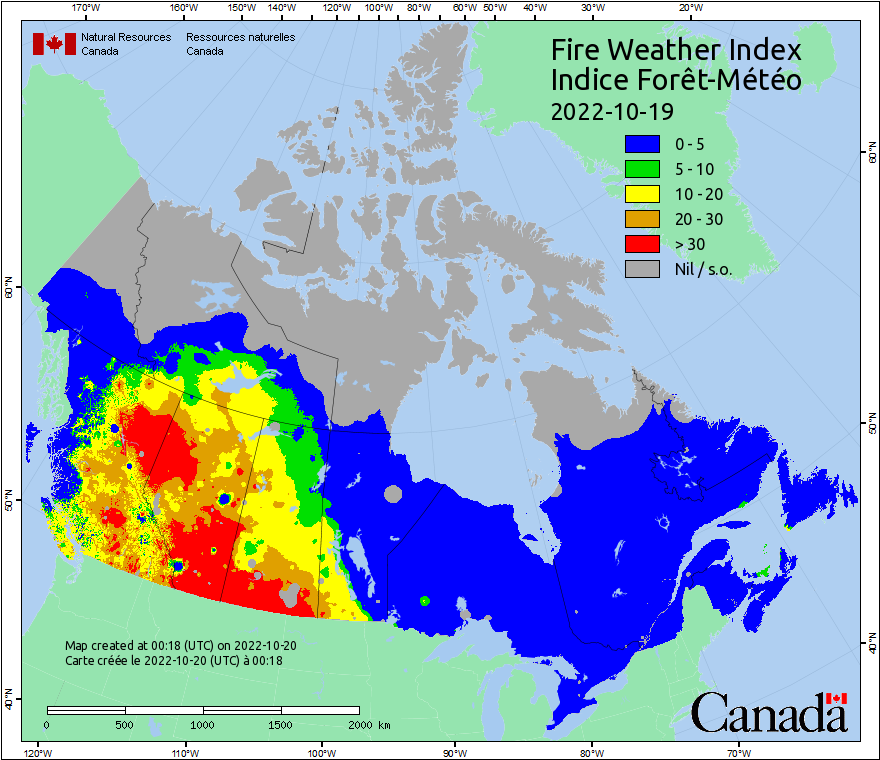 170°W 160°W 150°W 140°W 130°W 120°W 110°W 100°W 90°W 80°W 70°W 60°W 50°W 40°W 30°W 20°W
Natural Resources Canada
Ressources naturelles Canada
Fire Weather Index
Indice Forêt-Météo
2022-10-19
0 - 5
5 - 10
10 - 20
20 - 30
> 30
Nil / s.o.
60°N
60°N
50°N
50°N
40°N
40°N
Map created at 00:18 (UTC) on 2022-10-20
Carte créée le 2022-10-20 (UTC) à 00:18
0 500 1000 1500 2000 km
Canada
120°W 110°W 100°W 90°W 80°W 70°W